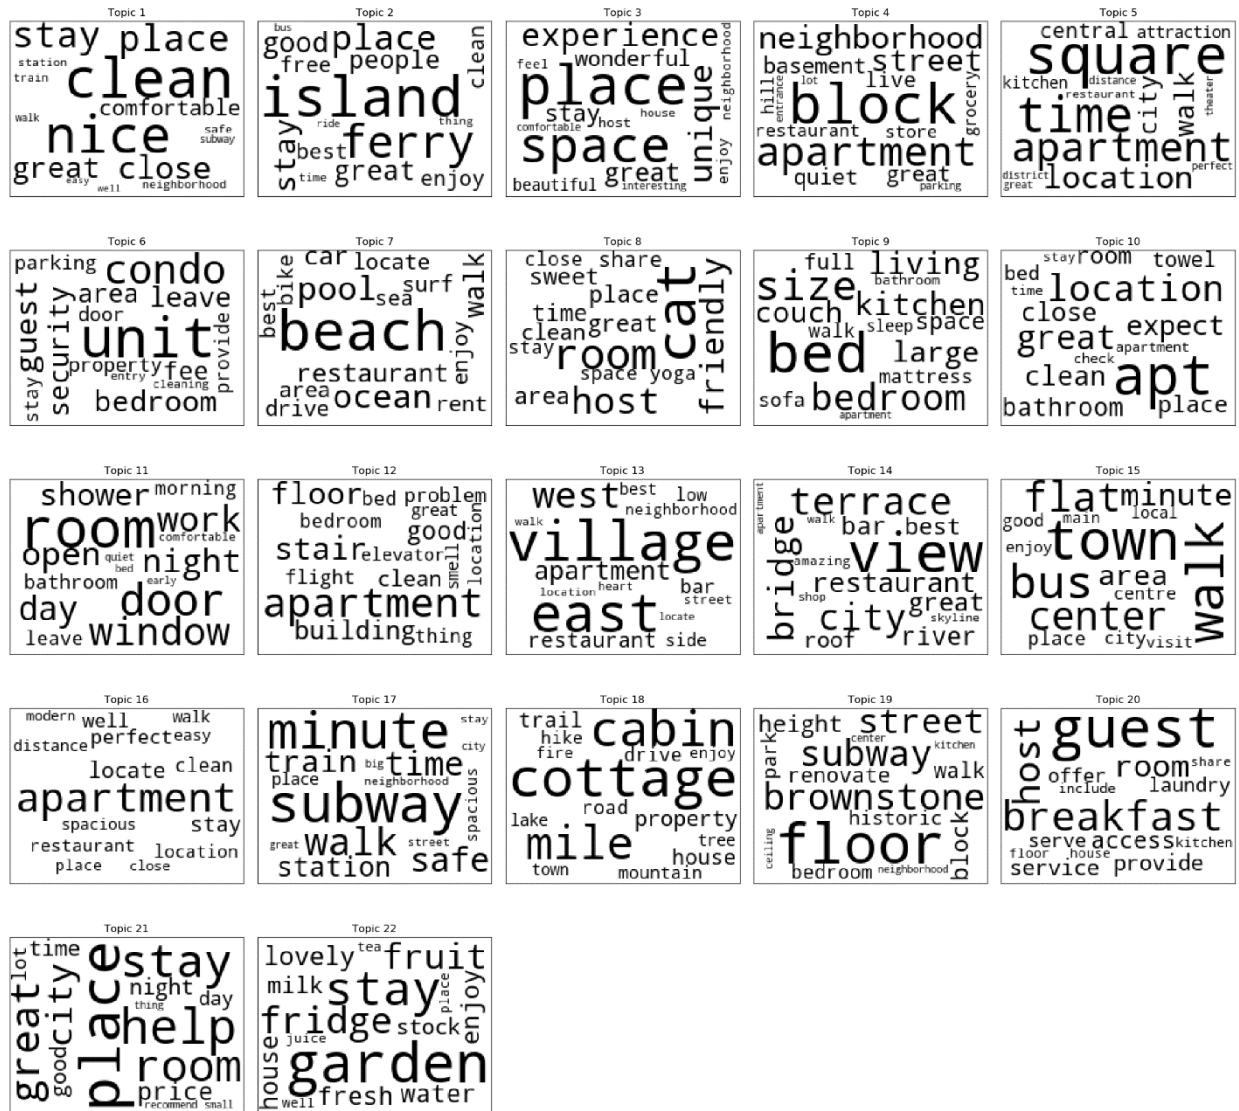 Topic 1
stay place
station
train
clean
comfortable
walk
nice
safe
subway
great close
easy
well
neighborhood
Topic 2
bus
good place
free people
clean
island
ride
thing
stay
best
ferry
time great enjoy
Topic 3
experience
feel wonderful
neighborhood
place
unique
stay house
comfortable host
space
enjoy
beautiful great
interesting
Topic 4
neighborhood
basement street
hill
entrance
lot live
block
grocery
restaurant store
apartment
quiet great
parking
Topic 5
central attraction
square
kitchen distance
restaurant
city
walk
theater
time
apartment
perfect
district
great location
Topic 6
parking condo
guest
security
area leave
door
unit
provide
property fee
entry
cleaning
stay
bedroom
Topic 7
car locate
best
bike
pool surf
sea
walk
beach
enjoy
restaurant
area
drive ocean rent
Topic 8
close share
sweet
cat
friendly
place
time
clean great
stay room
space yoga
area host
Topic 9
full living
size bathroom
kitchen
couch
walk sleep space
bed large
mattress
sofa bedroom
apartment
Topic 10
stay room towel
bed
time location
close
great expect
check apartment
clean apt
bathroom place
Topic 11
shower morning
room work
comfortable
open quiet night
bed
bathroom early
day door
leave window
Topic 12
floor bed problem
great
bedroom good
stair elevator
smell
location
flight clean
apartment
building thing
Topic 13
west best low
neighborhood
walk
village
apartment
location heart bar
street
east locate
restaurant side
Topic 14
apartment
terrace
walk bar best
bridge
amazing view
restaurant
shop
city great
skyline
roof river
Topic 15
flat minute
good main local
enjoy town
walk
bus area
centre
center
place city visit
Topic 16
modern well walk
distance perfect easy
locate clean
apartment
spacious stay
restaurant
location
place close
Topic 17
minute stay
city
train big time
place neighborhood
spacious
subway
great walk street
station safe
Topic 18
trail cabin
hike
fire drive enjoy
cottage
road
lake property
mile tree
house
town mountain
Topic 19
height street
park
center
subway kitchen
renovate walk
brownstone
historic
ceiling
floor
block
bedroom neighborhood
Topic 20
host
guest
offer room share
include laundry
breakfast
serve access kitchen
floor house
service provide
Topic 21
great
lot
time
city
place
stay
night
thing day
good
help
room
price
recommend small
Topic 22
lovely tea fruit
milk stay
place
enjoy
fridge stock
juice
house
garden
well fresh water